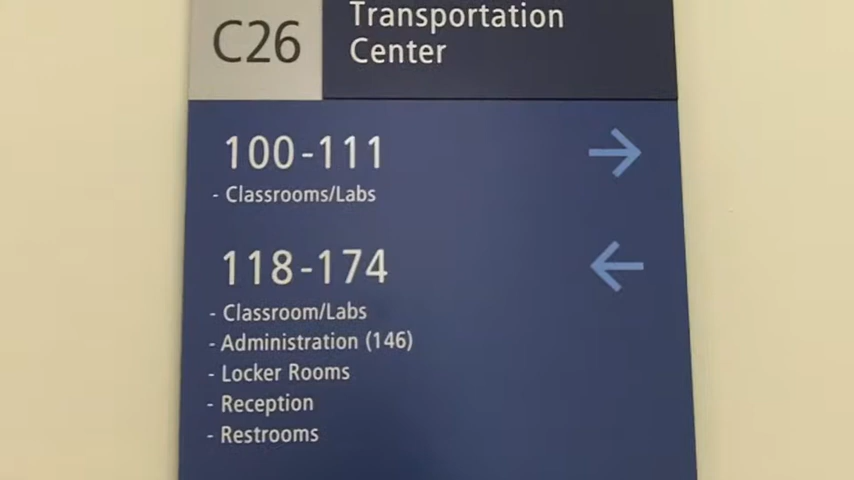 C26
Transportation
Center
100-111
- Classrooms/Labs
118-174
- Classroom/Labs
- Administration (146)
- Locker Rooms
- Reception
- Restrooms